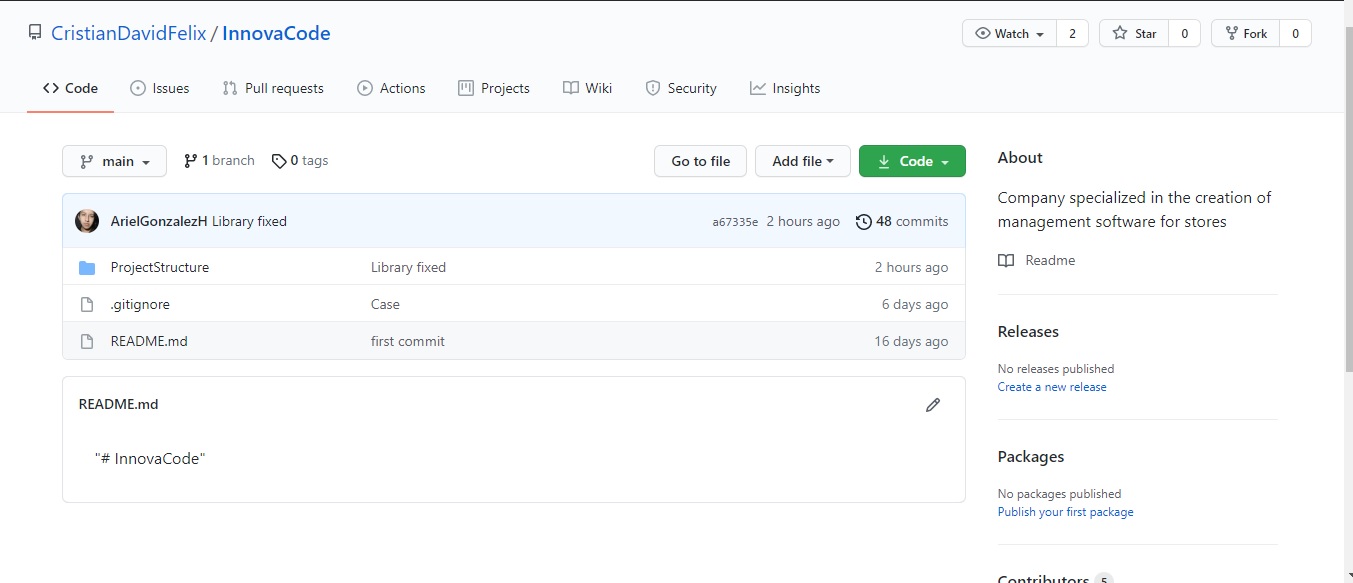 CristianDavidFelix / InnovaCode
Watch 2 Star 0 Fork 0
Code Issues Pull requests Actions Projects Wiki Security Insights
main 1 branch 0 tags Go to file Add file Code
ArielGonzalezH Library fixed a67335e 2 hours ago 48 commits
ProjectStructure Library fixed 2 hours ago
.gitignore Case 6 days ago
README.md first commit 16 days ago
README.md
"# InnovaCode"
About
Company specialized in the creation of
management software for stores
Readme
Releases
No releases published
Create a new release
Packages
No packages published
Publish your first package
Contributors 5